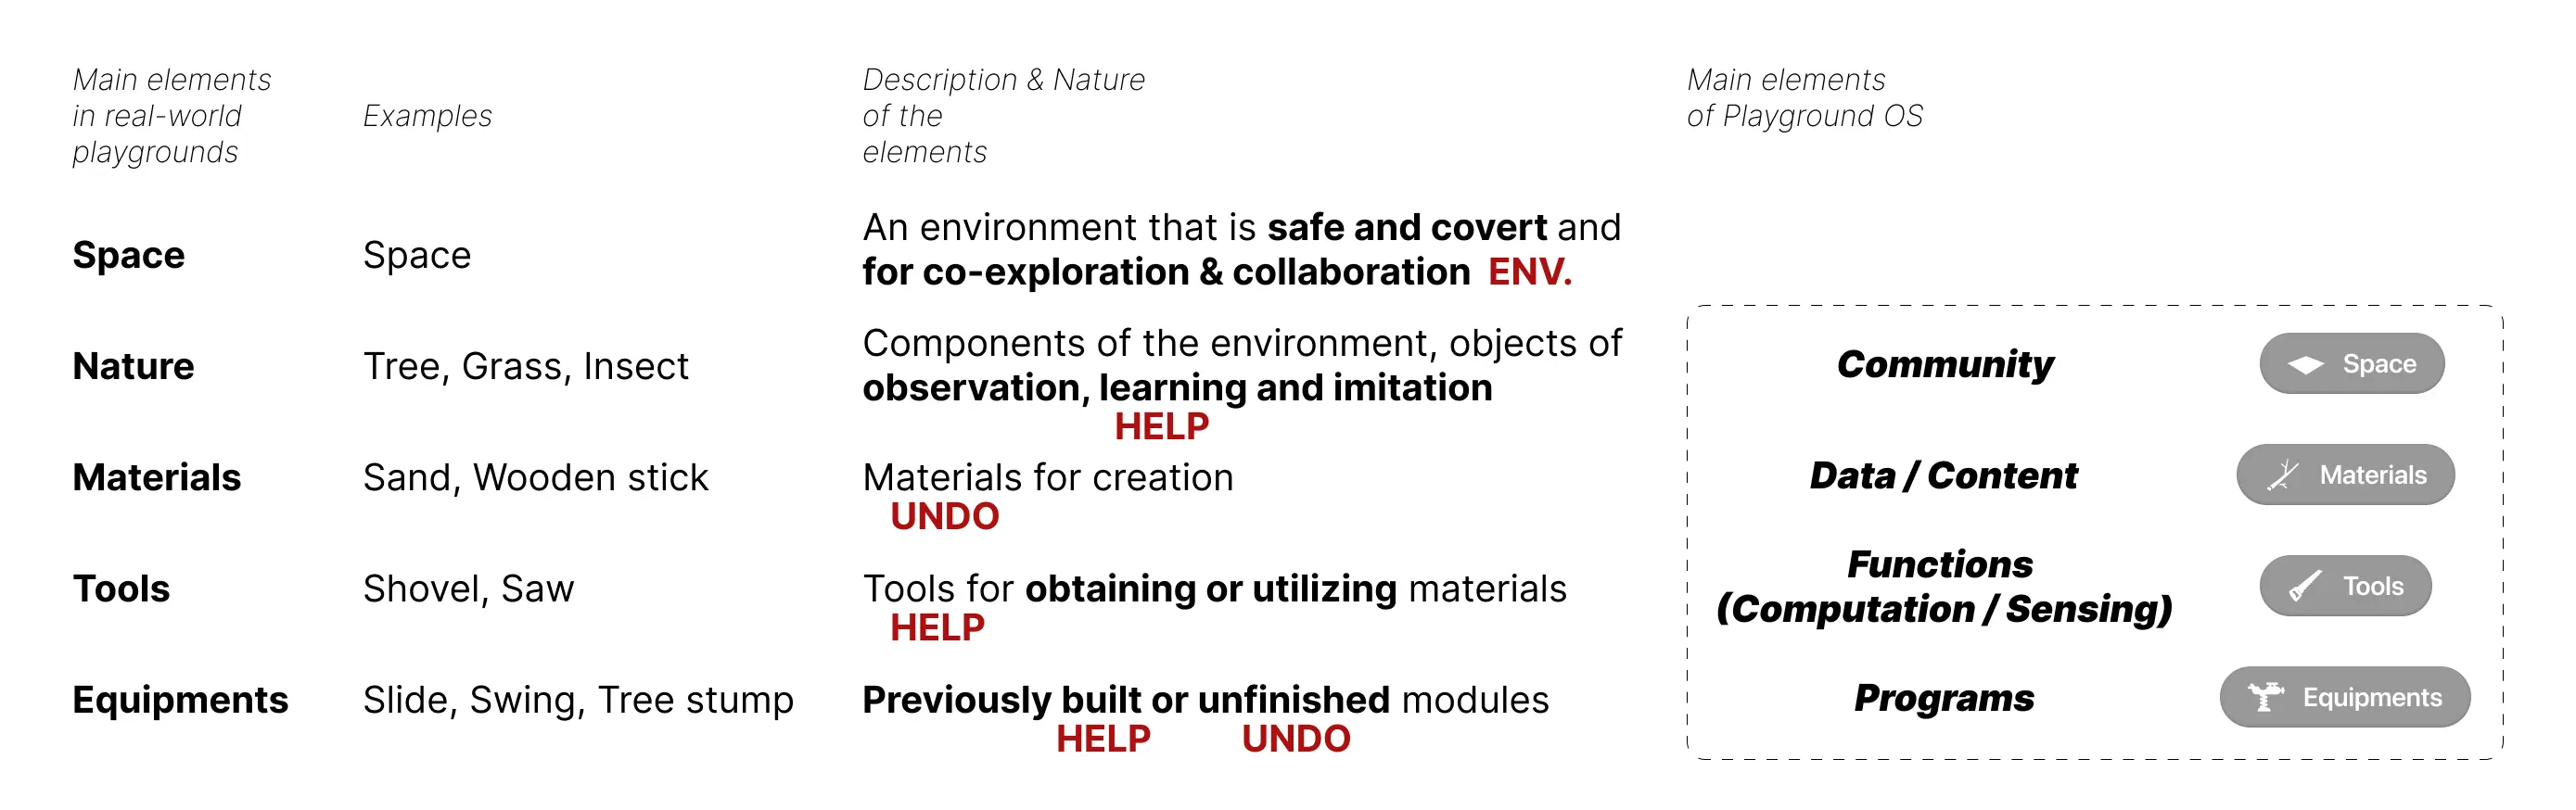 Main elements
in real-world
playgrounds
Examples
Description & Nature
of the
elements
Main elements
of Playground OS
Space
Space
An environment that is safe and covert and
for co-exploration & collaboration ENV.
Nature
Tree, Grass, Insect
Components of the environment, objects of
observation, learning and imitation
HELP
Community
Space
Materials
Sand, Wooden stick
Materials for creation
UNDO
Data / Content
Materials
Tools
Shovel, Saw
Tools for obtaining or utilizing materials
HELP
Functions
(Computation / Sensing)
Tools
Equipments
Slide, Swing, Tree stump
Previously built or unfinished modules
HELP UNDO
Programs
Equipments